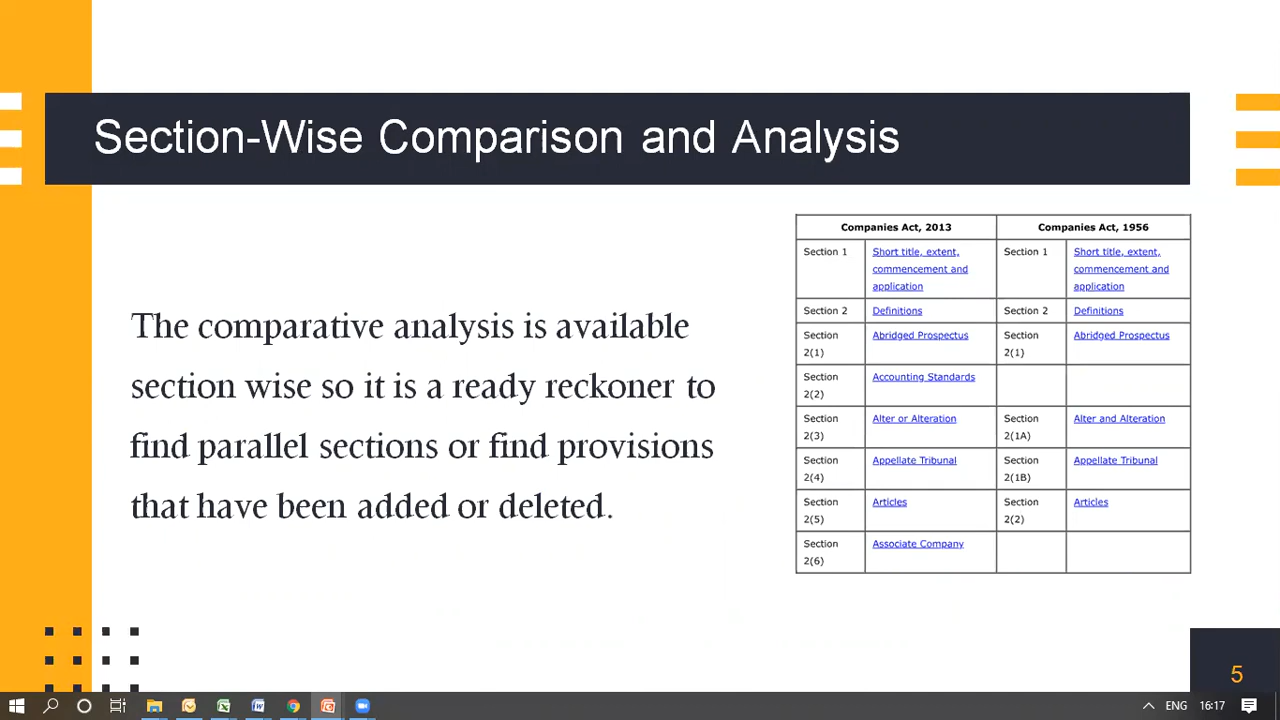 Section-Wise Comparison and Analysis
The comparative analysis is available
section wise so it is a ready reckoner to
find parallel sections or find provisions
that have been added or deleted.
Companies Act, 2013 Companies Act, 1956
Section 1 Short title, extent, commencement and application Section 1 Short title, extent, commencement and application
Section 2 Definitions Section 2 Definitions
Section 2(1) Abridged Prospectus Section 2(1) Abridged Prospectus
Section 2(2) Accounting Standards
Section 2(3) Alter or Alteration Section 2(1A) Alter and Alteration
Section 2(4) Appellate Tribunal Section 2(1B) Appellate Tribunal
Section 2(5) Articles Section 2(2) Articles
Section 2(6) Associate Company
5
ENG 16:17